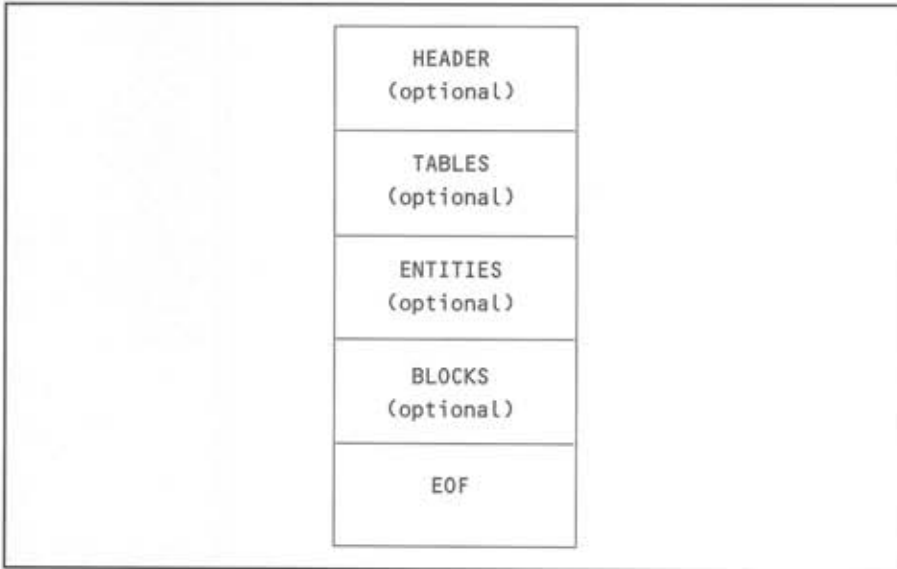 HEADER
(optional)
TABLES
(optional)
ENTITIES
(optional)
BLOCKS
(optional)
EOF